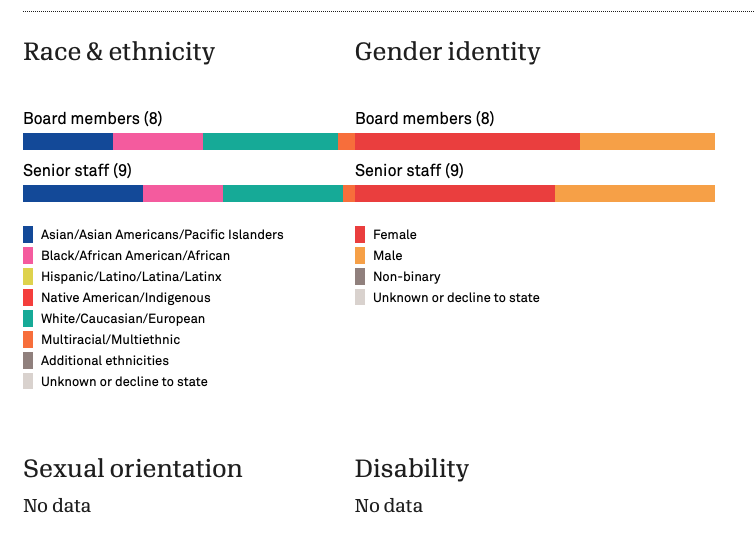 Race & ethnicity
Board members (8)
Senior staff (9)
Asian/Asian Americans/Pacific Islanders
Black/African American/African
Hispanic/Latino/Latina/Latinx
Native American/Indigenous
White/Caucasian/European
Multiracial/Multiethnic
Additional ethnicities
Unknown or decline to state
Gender identity
Board members (8)
Senior staff (9)
Female
Male
Non-binary
Unknown or decline to state
Sexual orientation
No data
Disability
No data